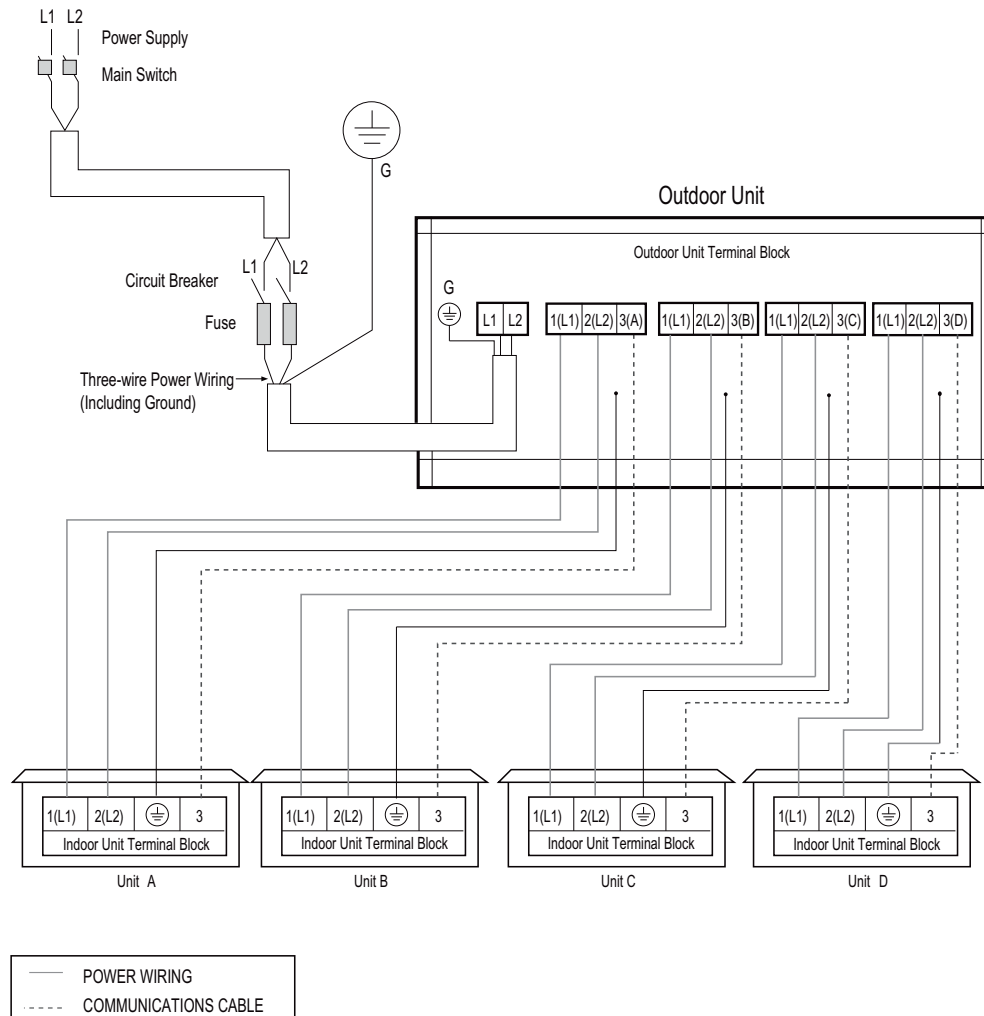 L1 L2
Power Supply
Main Switch
G
Outdoor Unit
Outdoor Unit Terminal Block
L1 L2
Circuit Breaker
Fuse
G
L1 L2 1(L1) 2(L2) 3(A) 1(L1) 2(L2) 3(B) 1(L1) 2(L2) 3(C) 1(L1) 2(L2) 3(D)
Three-wire Power Wiring
(Including Ground)
1(L1) 2(L2) 3 1(L1) 2(L2) 3 1(L1) 2(L2) 3 1(L1) 2(L2) 3
Indoor Unit Terminal Block Indoor Unit Terminal Block Indoor Unit Terminal Block Indoor Unit Terminal Block
Unit A Unit B Unit C Unit D
POWER WIRING
COMMUNICATIONS CABLE